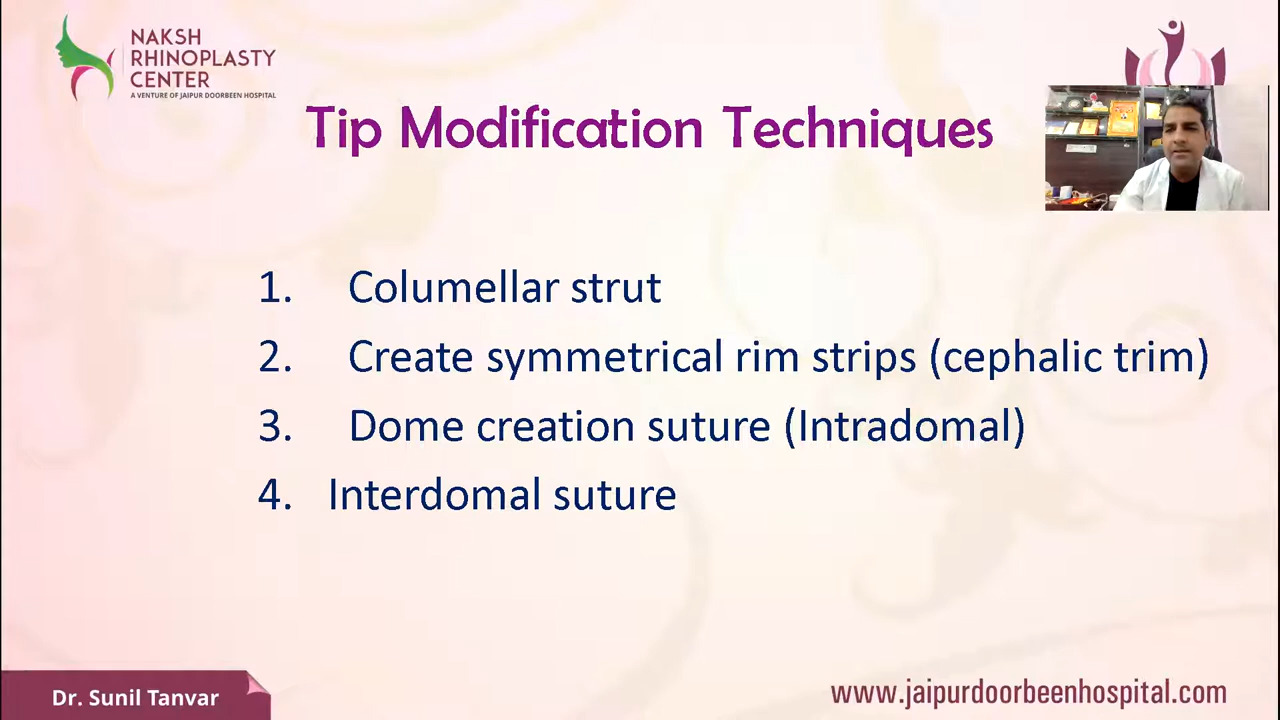 NAKSH
RHINOPLASTY
CENTER
A VENTURE OF JAIPUR DOORBEEN HOSPITAL
Tip Modification Techniques
1. Columellar strut
2. Create symmetrical rim strips (cephalic trim)
3. Dome creation suture (Intradomal)
4. Interdomal suture
Dr. Sunil Tanvar
www.jaipurdoorbeenhospital.com